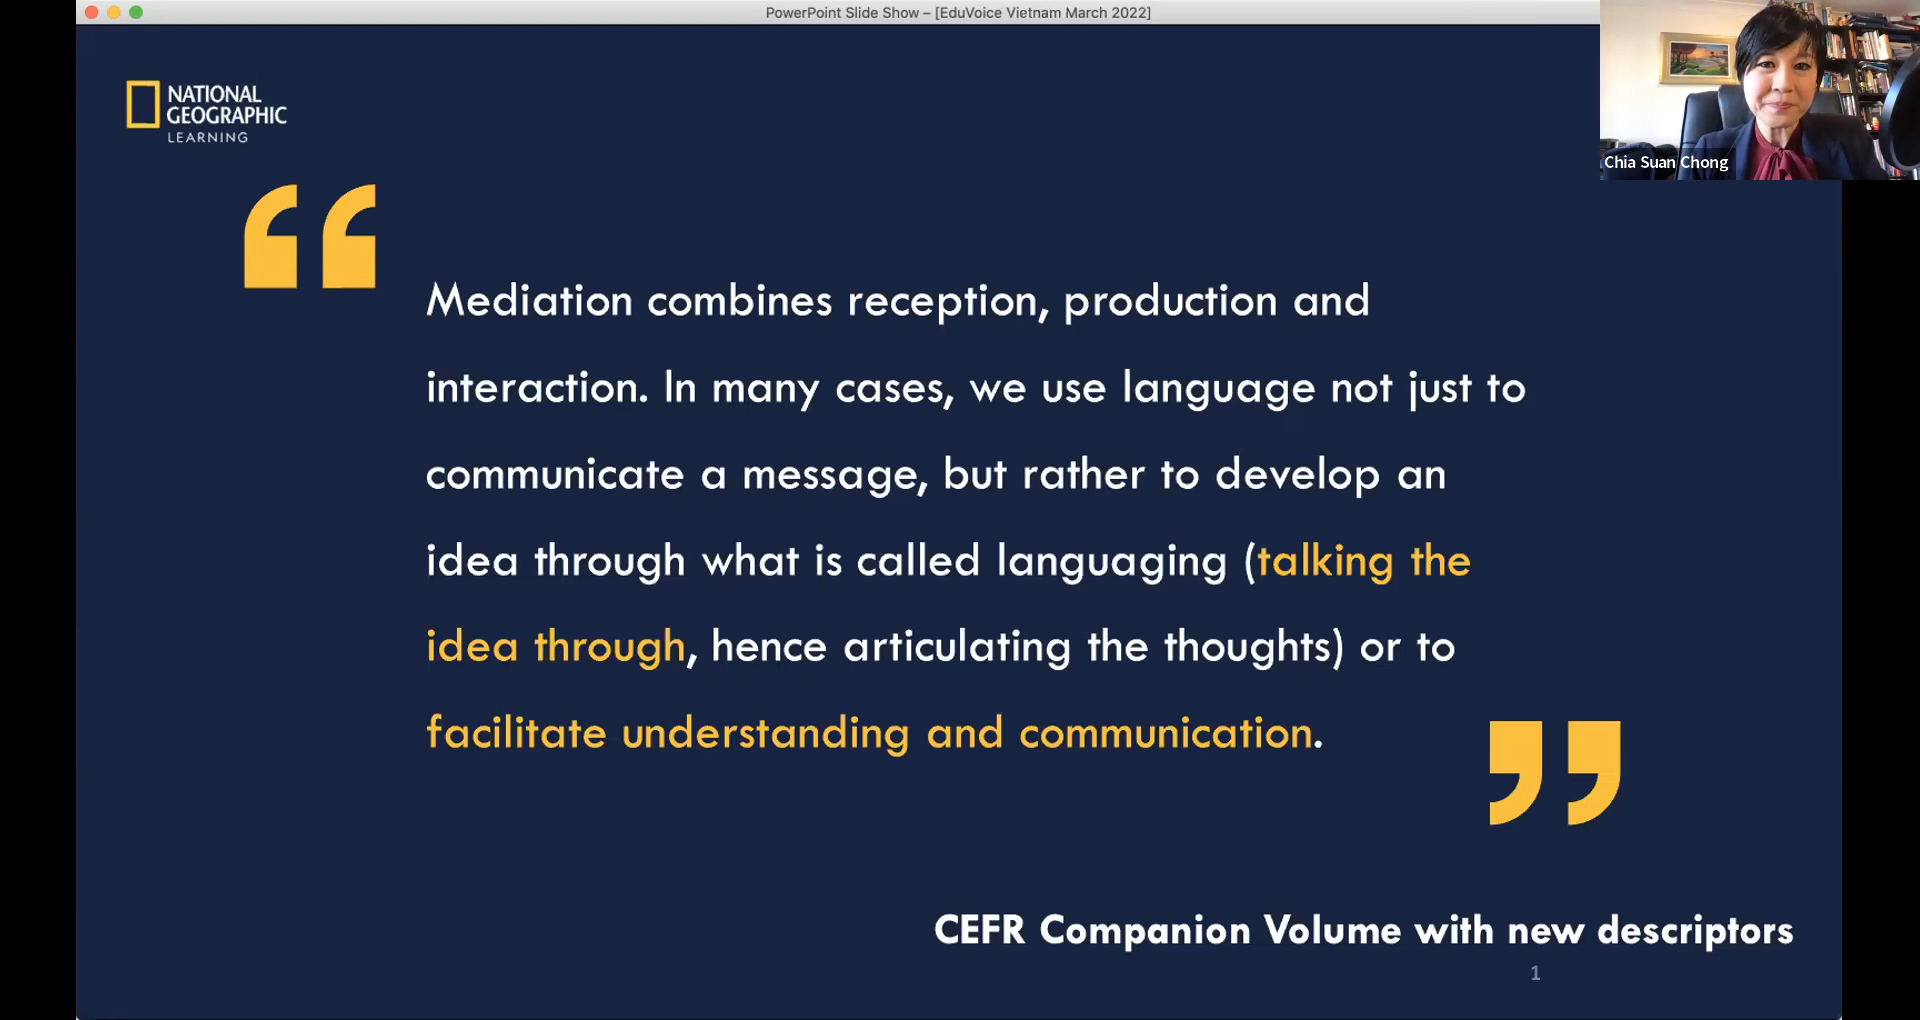 PowerPoint Slide Show – [EduVoice Vietnam March 2022]
NATIONAL
GEOGRAPHIC
LEARNING
Chia Suan Chong
“
Mediation combines reception, production and
interaction. In many cases, we use language not just to
communicate a message, but rather to develop an
idea through what is called languaging (talking the
idea through, hence articulating the thoughts) or to
facilitate understanding and communication.
”
CEFR Companion Volume with new descriptors
1